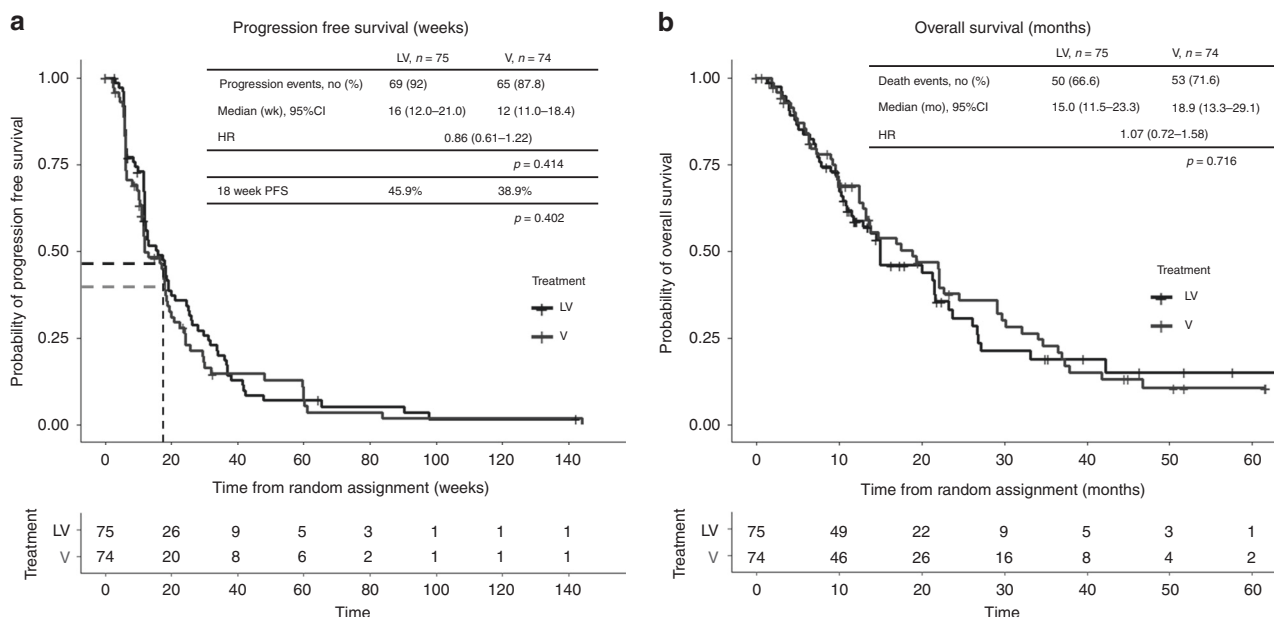 a
Progression free survival (weeks)
LV, n = 75 V, n = 74
Progression events, no (%) 69 (92) 65 (87.8)
Median (wk), 95%CI 16 (12.0–21.0) 12 (11.0–18.4)
HR 0.86 (0.61–1.22)
p = 0.414
18 week PFS 45.9% 38.9%
p = 0.402
Probability of progression free survival
1.00
0.75
0.50
0.25
0.00
Treatment
LV
V
0 20 40 60 80 100 120 140
Time from random assignment (weeks)
Treatment
LV 75 26 9 5 3 1 1 1
V 74 20 8 6 2 1 1 1
0 20 40 60 80 100 120 140
Time
b
Overall survival (months)
LV, n = 75 V, n = 74
Death events, no (%) 50 (66.6) 53 (71.6)
Median (mo), 95%CI 15.0 (11.5–23.3) 18.9 (13.3–29.1)
HR 1.07 (0.72–1.58)
p = 0.716
Probability of overall survival
1.00
0.75
0.50
0.25
0.00
Treatment
LV
V
0 10 20 30 40 50 60
Time from random assignment (months)
Treatment
LV 75 49 22 9 5 3 1
V 74 46 26 16 8 4 2
0 10 20 30 40 50 60
Time